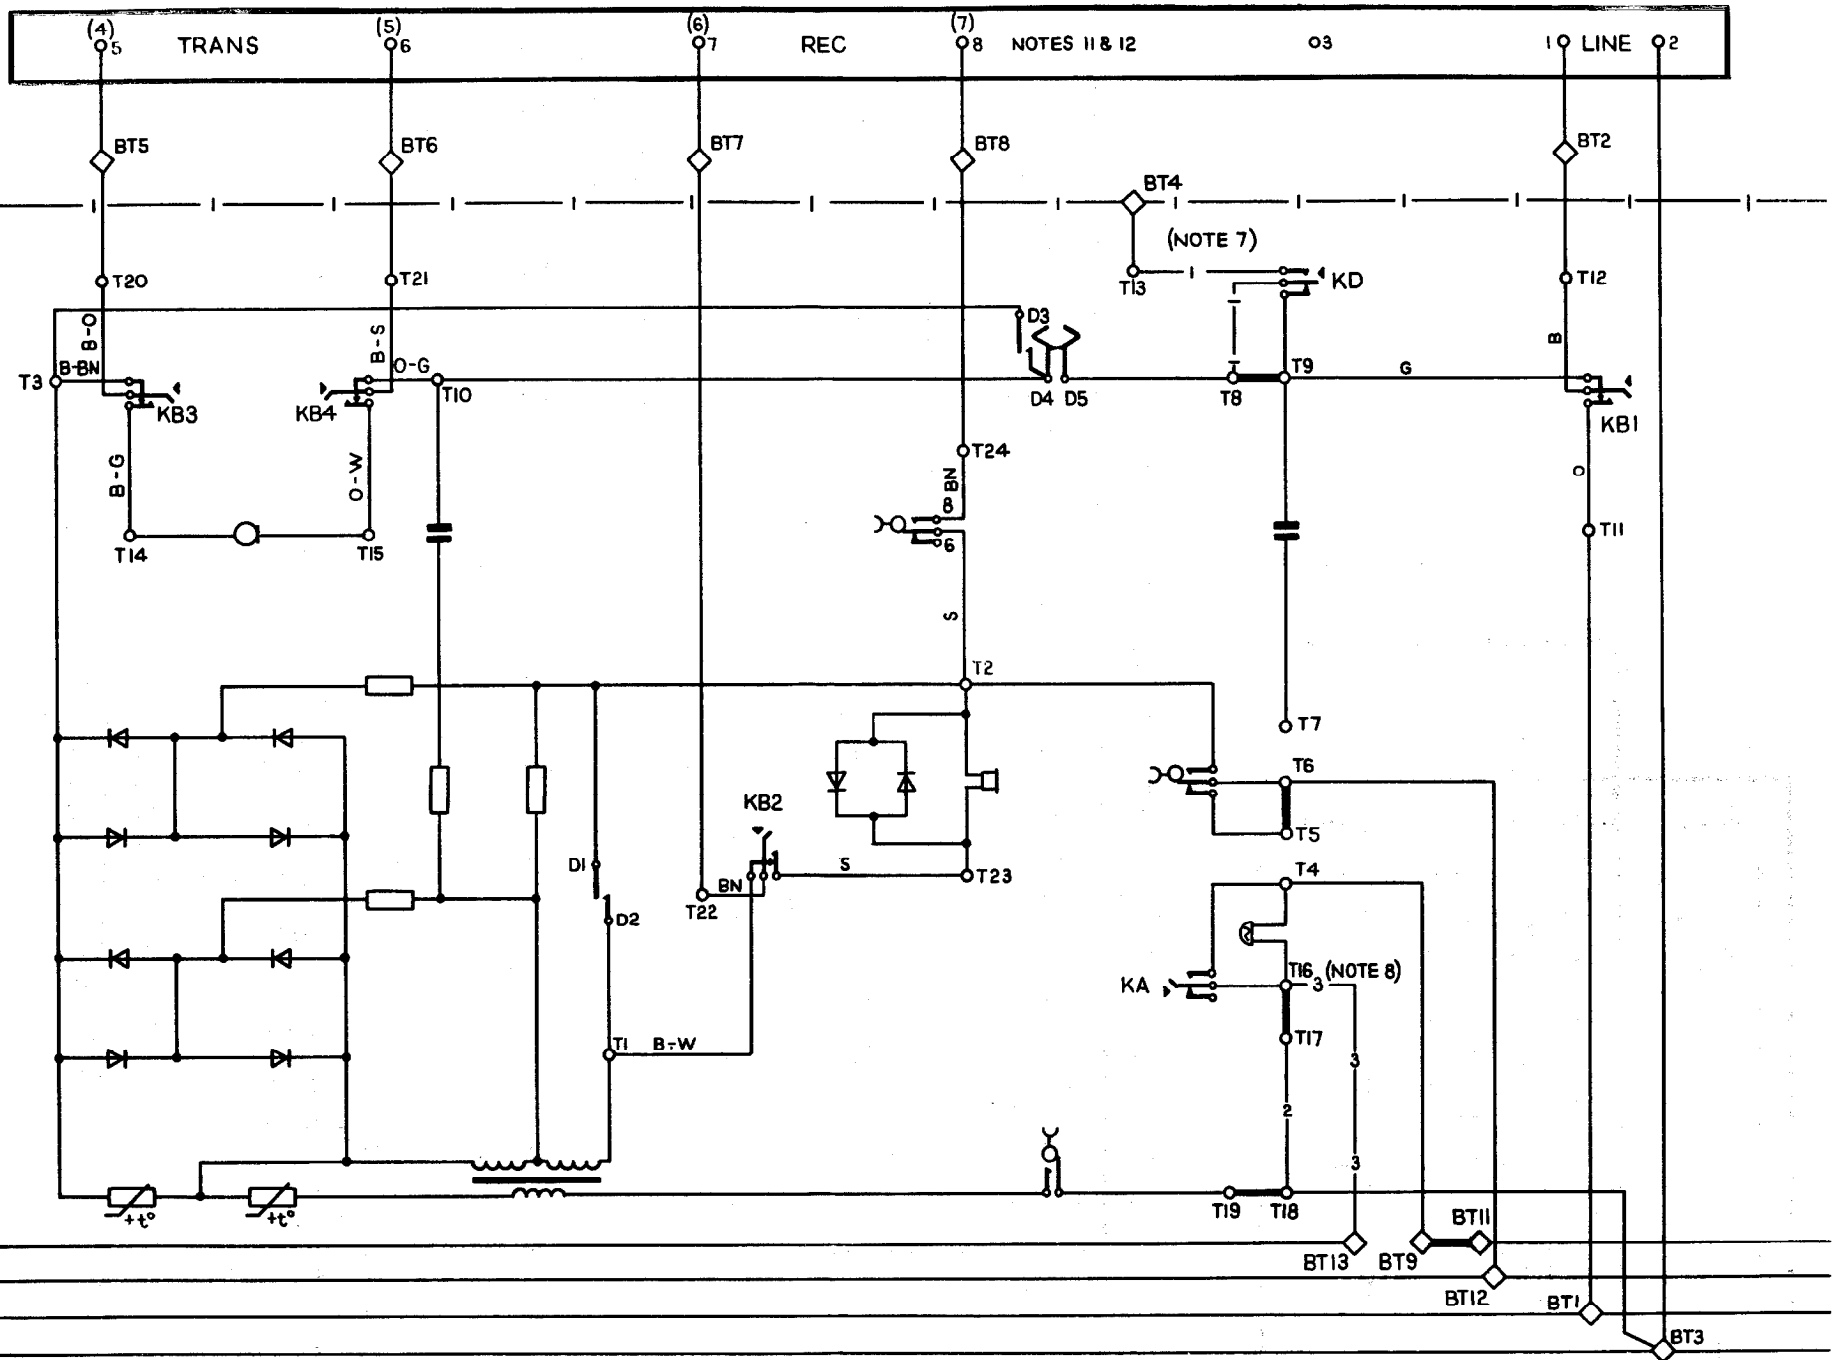 (4) (5) (6) (7)
5 TRANS 6 7 REC 8 NOTES 11 & 12 3 1 LINE 2
BT5 BT6 BT7 BT8 BT2
BT4
(NOTE 7)
T20 T21 T13 KD T12
B-O B-S D3 B
T3 B-BN O-G T10 D4 D5 T8 T9 G
KB3 KB4 KB1
B-G O-W T24 BN O
8
6
T14 T15 T11
S
T2
T7
T6
KB2
T5
D1 S T4
BN T23
T22
D2
T16 3 (NOTE 8)
KA
T17
T1 B-W 3
2
3
+t° +t° T19 T18
BT11
BT13 BT9
BT12
BT1
BT3